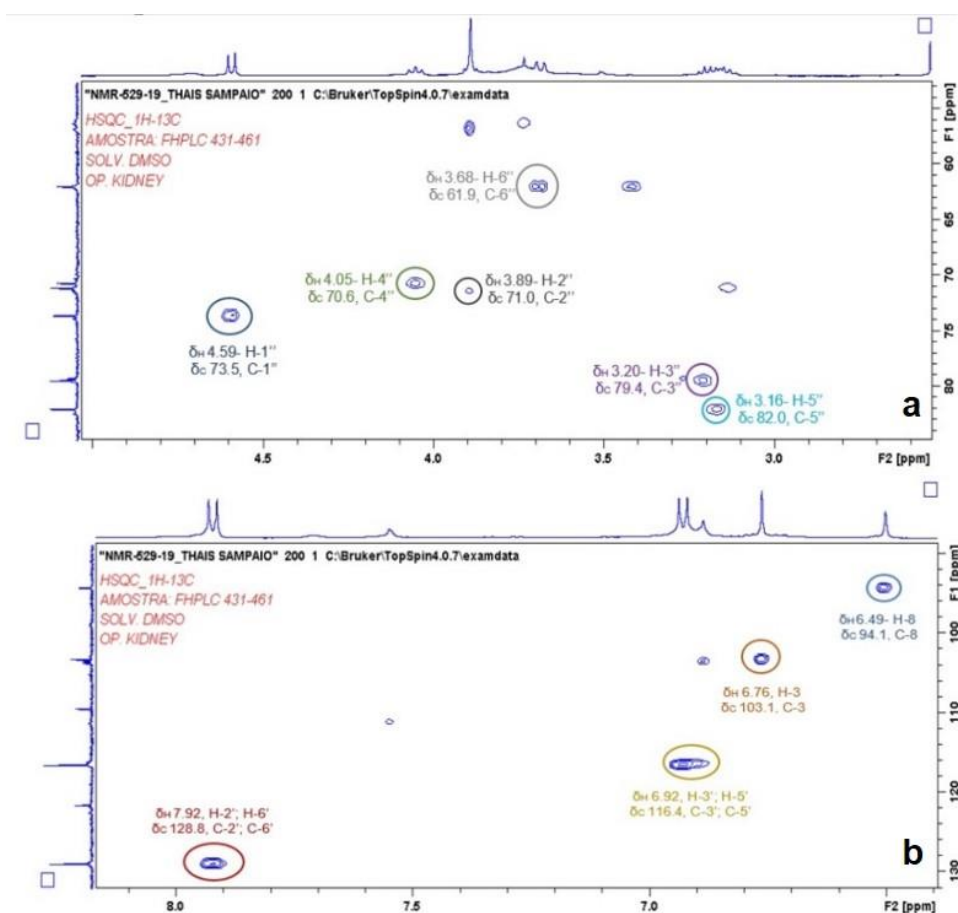 "NMR-529-19_THAIS SAMPAIO" 200 1 C:\Bruker\TopSpin4.0.7\examdata
HSQC_1H-13C
AMOSTRA: FHPLC 431-461
SOLV. DMSO
OP. KIDNEY
δH 3.68- H-6''
δC 61.9, C-6''
δH 4.05- H-4''
δC 70.6, C-4''
δH 3.89- H-2''
δC 71.0, C-2''
δH 4.59- H-1''
δC 73.5, C-1"
δH 3.20- H-3''
δC 79.4, C-3''
δH 3.16- H-5''
δC 82.0, C-5''
60
65
70
75
80
F1 [ppm]
a
4.5
4.0
3.5
3.0
F2 [ppm]
"NMR-529-19_THAIS SAMPAIO" 200 1 C:\Bruker\TopSpin4.0.7\examdata
HSQC_1H-13C
AMOSTRA: FHPLC 431-461
SOLV. DMSO
OP. KIDNEY
δH 6.49- H-8
δC 94.1, C-8
δH 6.76, H-3
δC 103.1, C-3
δH 6.92, H-3'; H-5'
δC 116.4, C-3'; C-5'
δH 7.92, H-2'; H-6'
δC 128.8, C-2'; C-6'
F1 [ppm]
100
110
120
130
b
8.0
7.5
7.0
F2 [ppm]